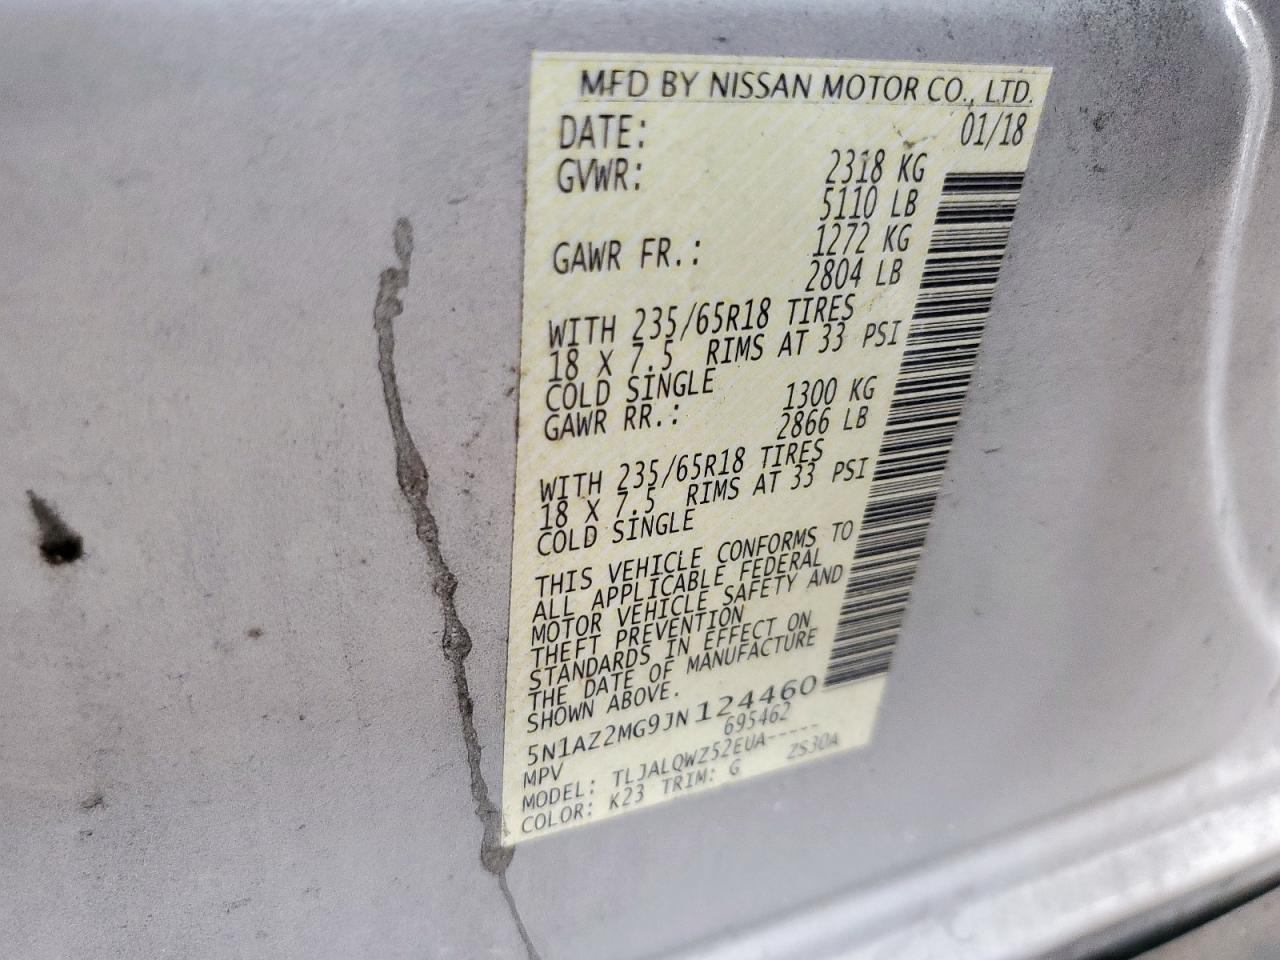 MFD BY NISSAN MOTOR CO., LTD.
DATE: 01/18
GVWR: 2318 KG
5110 LB
GAWR FR.: 1272 KG
2804 LB
WITH 235/65R18 TIRES
18 X 7.5 RIMS AT 33 PSI
COLD SINGLE
GAWR RR.: 1300 KG
2866 LB
WITH 235/65R18 TIRES
18 X 7.5 RIMS AT 33 PSI
COLD SINGLE
THIS VEHICLE CONFORMS TO
ALL APPLICABLE FEDERAL
MOTOR VEHICLE SAFETY AND
THEFT PREVENTION
STANDARDS IN EFFECT ON
THE DATE OF MANUFACTURE
SHOWN ABOVE.
5N1AZ2MG9JN124460
MPV 695462
MODEL: TLJALQWZ52EUA-----
COLOR: K23 TRIM: G ZS30A